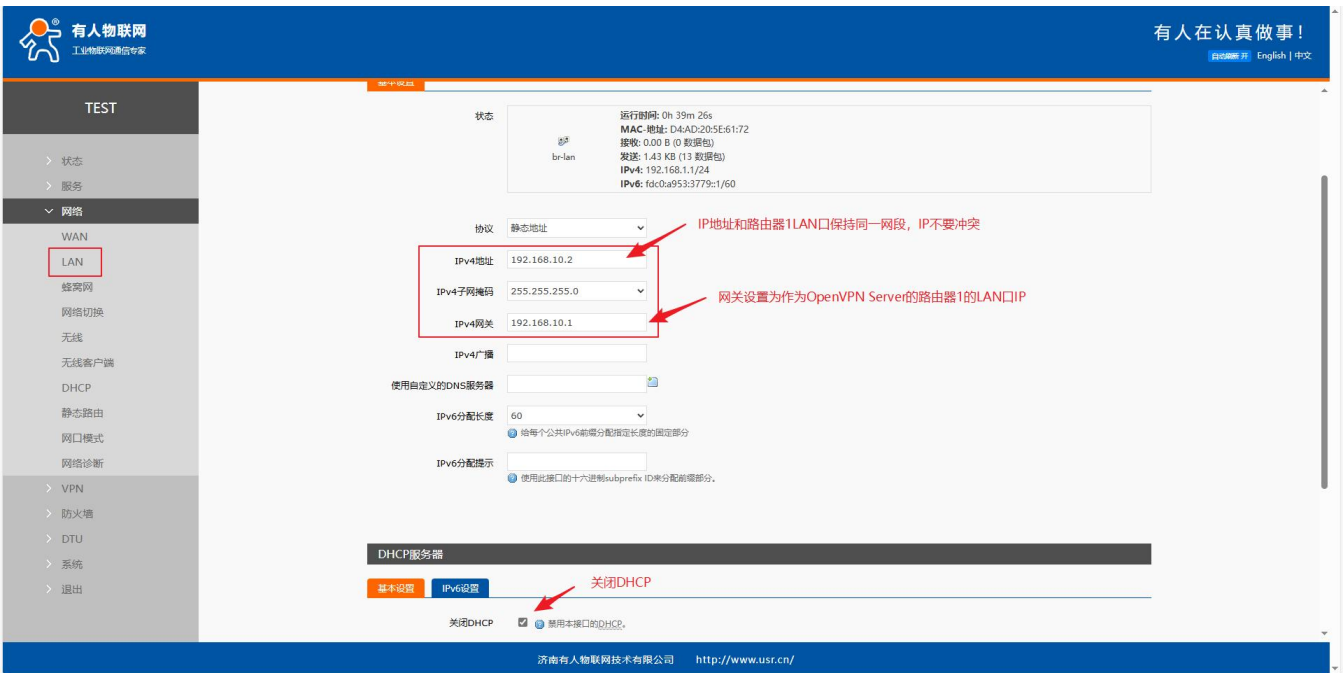 有人物联网
工业物联网通信专家
有人在认真做事！
自动刷新 开 English | 中文
TEST
状态
服务
网络
WAN
LAN
蜂窝网
网络切换
无线
无线客户端
DHCP
静态路由
网口模式
网络诊断
VPN
防火墙
DTU
系统
退出
基本设置
状态
br-lan
运行时间: 0h 39m 26s
MAC-地址: D4:AD:20:5E:61:72
接收: 0.00 B (0 数据包)
发送: 1.43 KB (13 数据包)
IPv4: 192.168.1.1/24
IPv6: fdc0:a953:3779::1/60
协议 静态地址
IP地址和路由器1LAN口保持同一网段，IP不要冲突
IPv4地址 192.168.10.2
IPv4子网掩码 255.255.255.0
网关设置为作为OpenVPN Server的路由器1的LAN口IP
IPv4网关 192.168.10.1
IPv4广播
使用自定义的DNS服务器
IPv6分配长度 60
给每个公共IPv6前缀分配指定长度的固定部分
IPv6分配提示
使用此接口的十六进制subprefix ID来分配前缀部分。
DHCP服务器
基本设置 IPv6设置
关闭DHCP
关闭DHCP 禁用本接口的DHCP。
济南有人物联网技术有限公司 http://www.usr.cn/